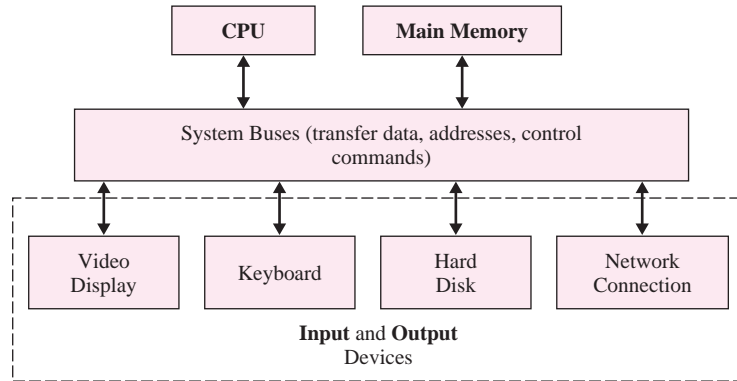 CPU
Main Memory
System Buses (transfer data, addresses, control
commands)
Video
Display
Keyboard
Hard
Disk
Network
Connection
Input and Output
Devices